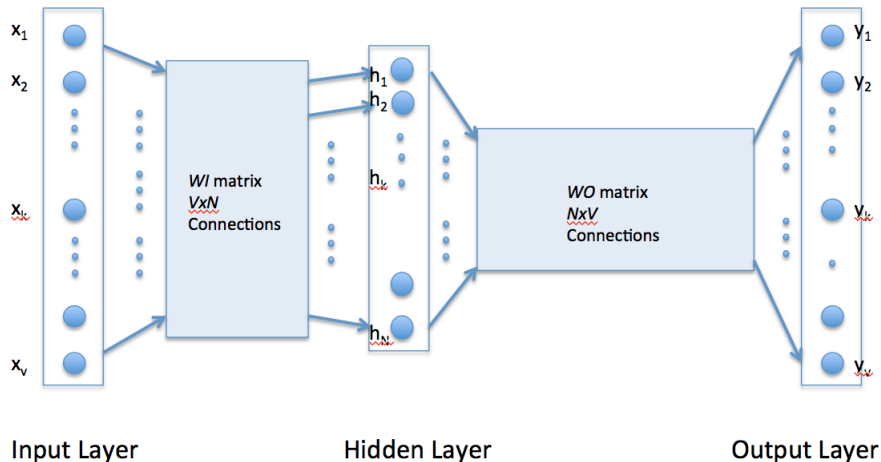 x1
x2
xk
xv
WI matrix
VxN
Connections
h1
h2
hk
hN
WO matrix
NxV
Connections
y1
y2
yk
yv
Input Layer
Hidden Layer
Output Layer